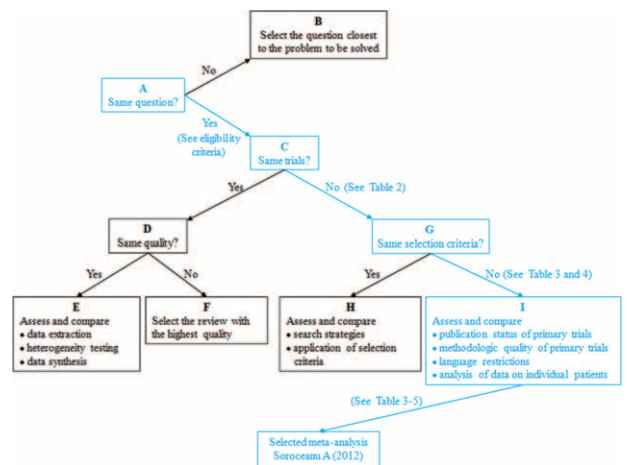 B
Select the question closest
to the problem to be solved
No
A
Same question?
Yes
(See eligibility
criteria)
C
Same trials?
Yes
No (See Table 2)
D
Same quality?
G
Same selection criteria?
Yes
No
Yes
No (See Table 3 and 4)
E
Assess and compare
• data extraction
• heterogeneity testing
• data synthesis
F
Select the review with
the highest quality
H
Assess and compare
• search strategies
• application of selection
criteria
I
Assess and compare
• publication status of primary trials
• methodologic quality of primary trials
• language restrictions
• analysis of data on individual patients
(See Table 3-5)
Selected meta-analysis
Soroceanu A (2012)